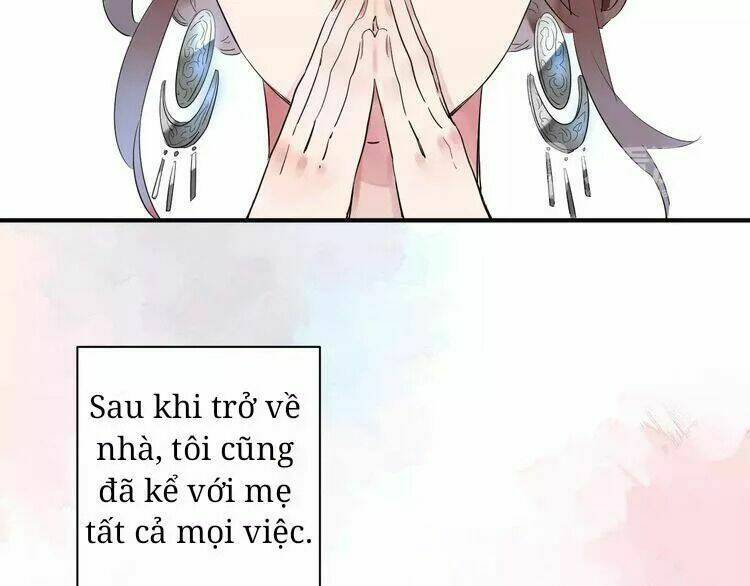 Sau khi trở về
nhà, tôi cũng
đã kể với mẹ
tất cả mọi việc.